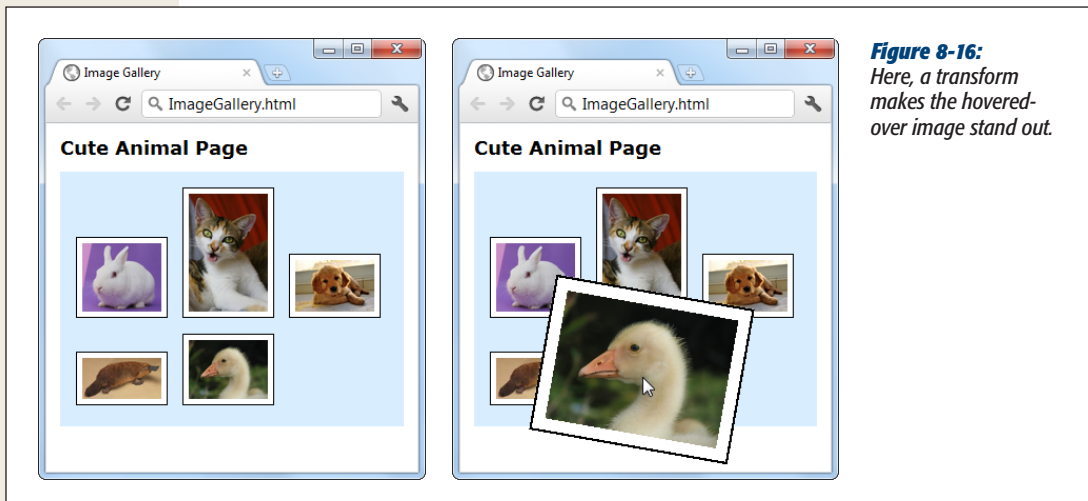 Image Gallery
ImageGallery.html
Cute Animal Page
Image Gallery
ImageGallery.html
Cute Animal Page
Figure 8-16:
Here, a transform
makes the hovered-
over image stand out.